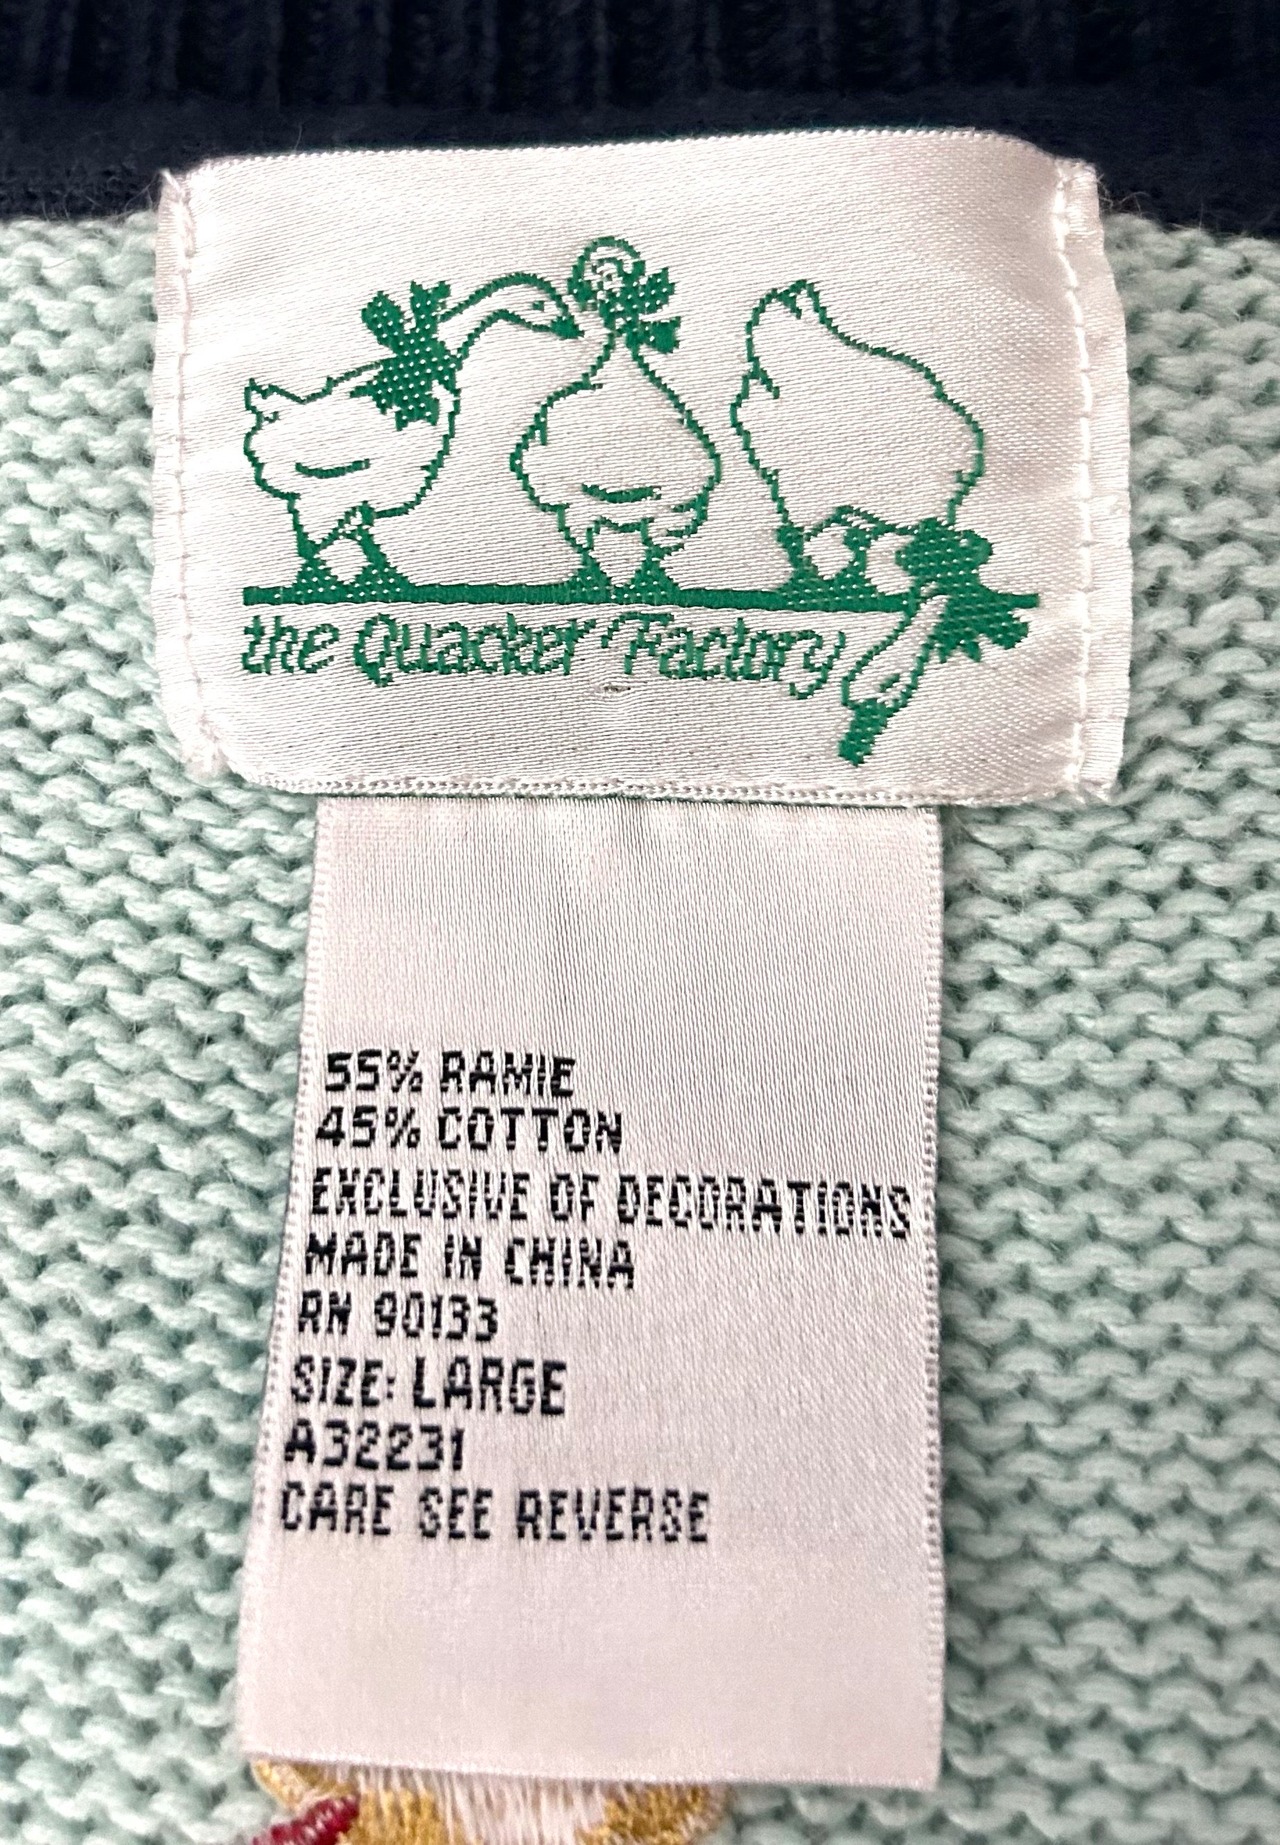 the Quacker Factory
55% RAMIE
45% COTTON
EXCLUSIVE OF DECORATIONS
MADE IN CHINA
RN 90133
SIZE: LARGE
A32231
CARE SEE REVERSE